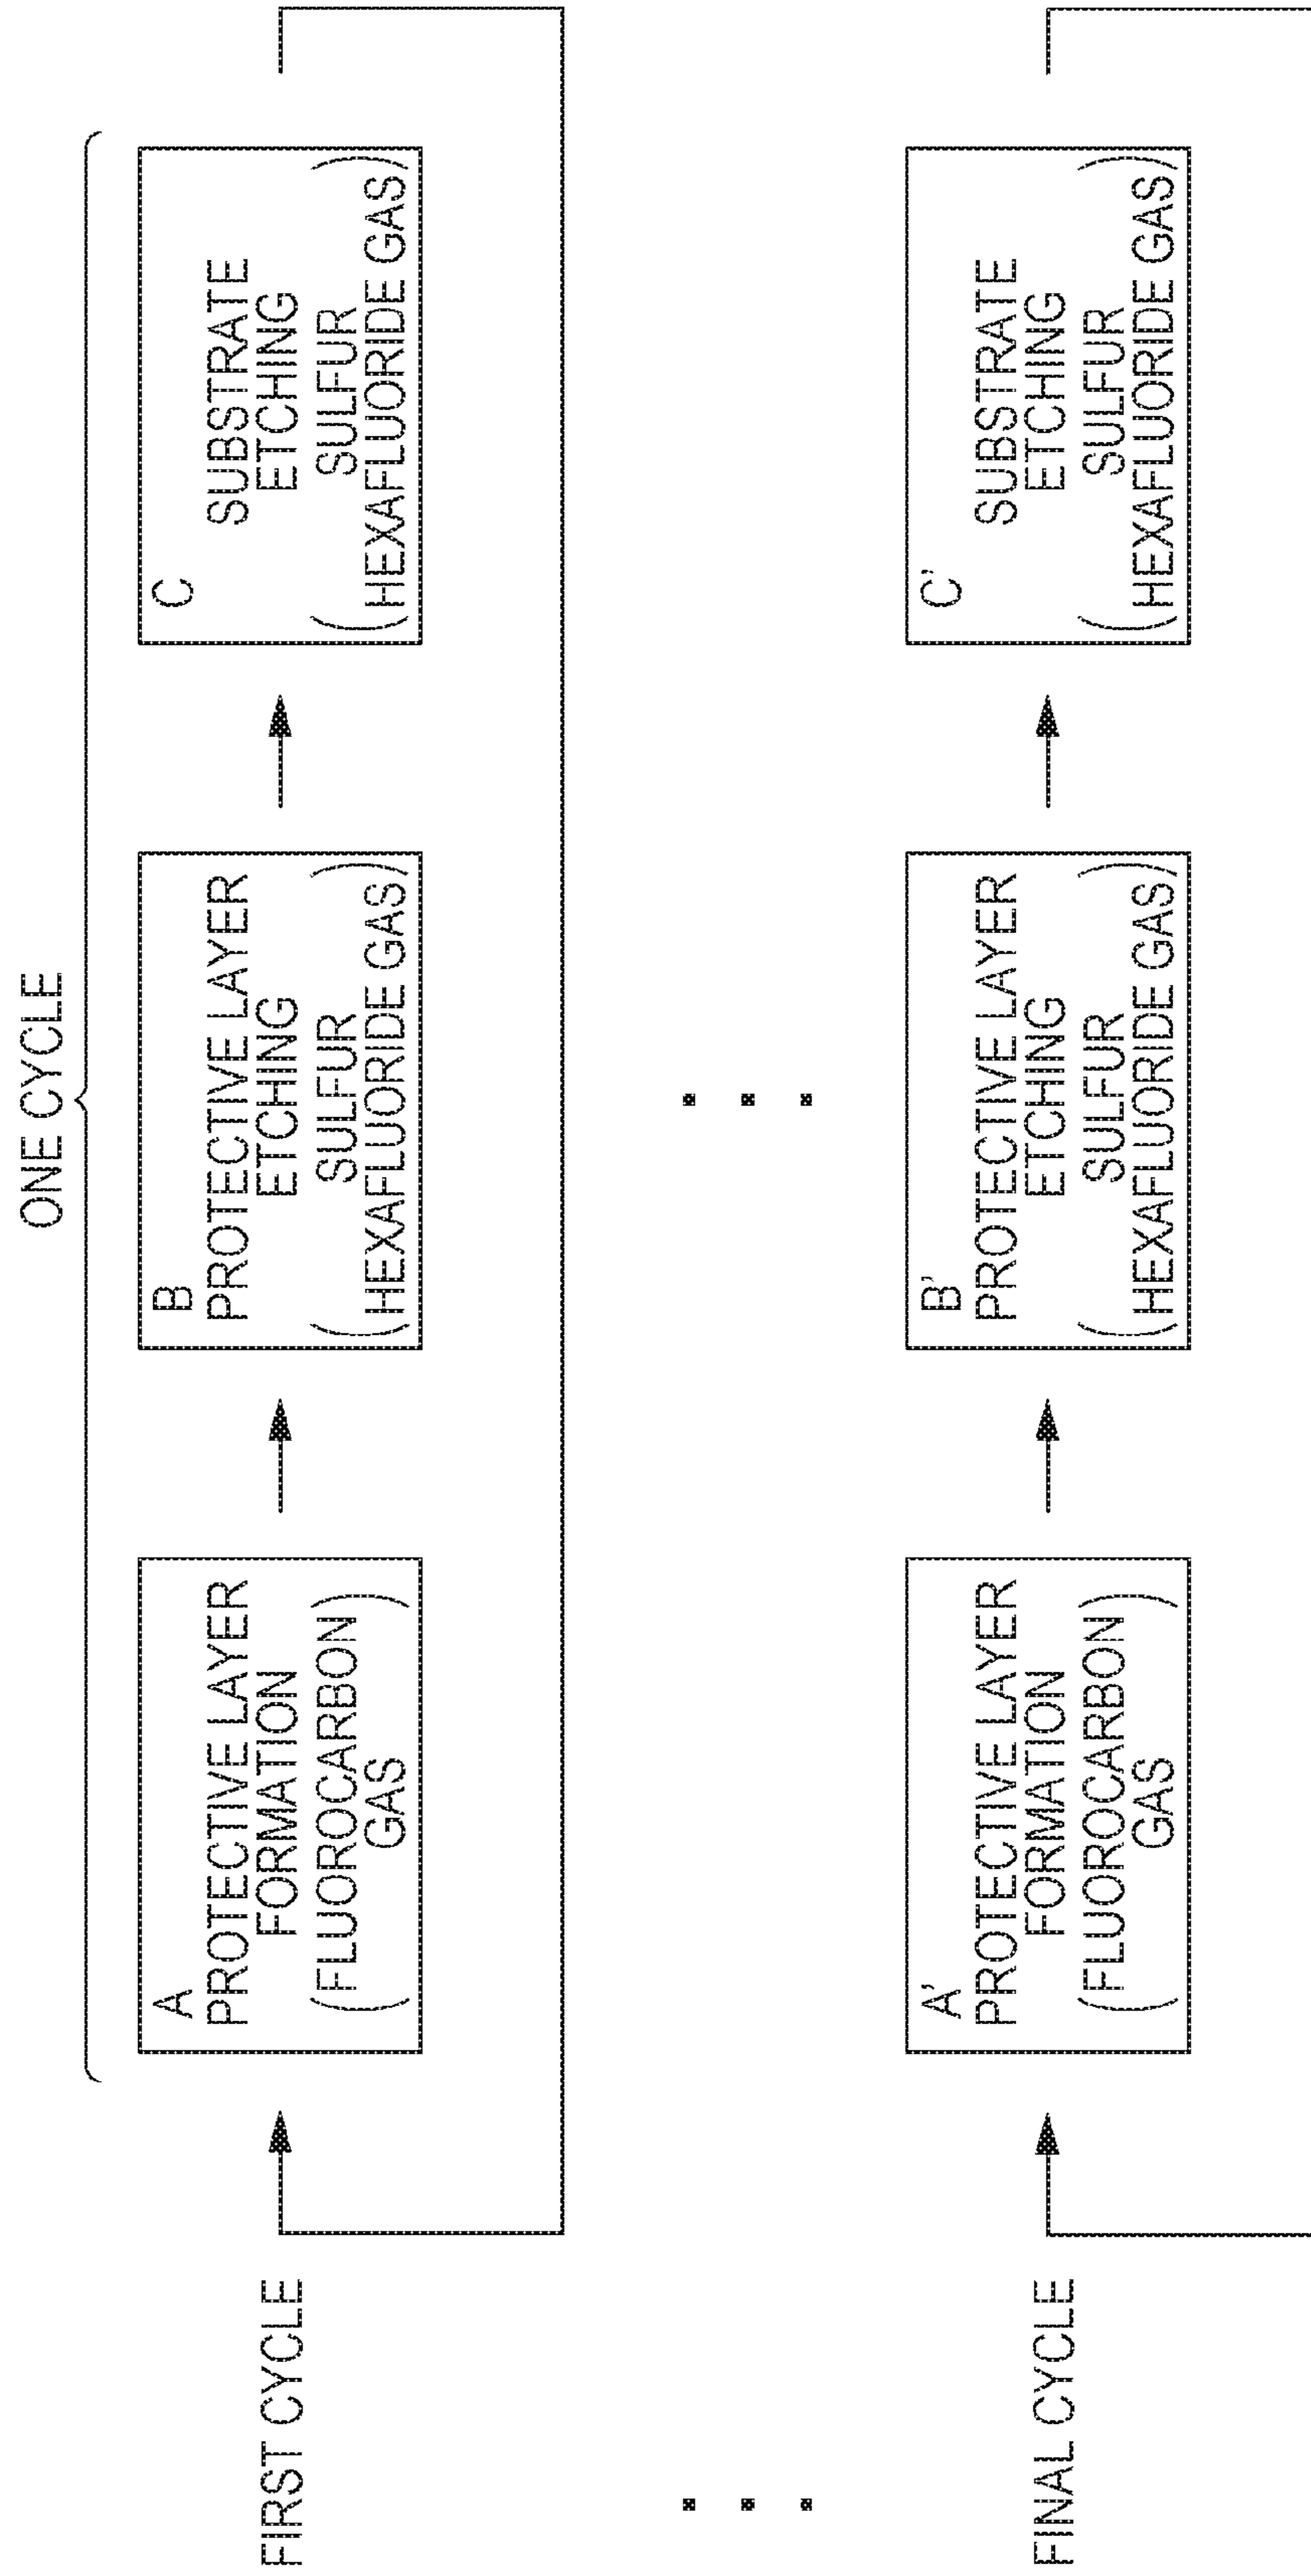 ONE CYCLE
FIRST CYCLE
A
PROTECTIVE LAYER
FORMATION
(FLUOROCARBON
GAS)
B
PROTECTIVE LAYER
ETCHING
(SULFUR
HEXAFLUORIDE GAS)
C
SUBSTRATE
ETCHING
(SULFUR
HEXAFLUORIDE GAS)
FINAL CYCLE
A'
PROTECTIVE LAYER
FORMATION
(FLUOROCARBON
GAS)
B'
PROTECTIVE LAYER
ETCHING
(SULFUR
HEXAFLUORIDE GAS)
C'
SUBSTRATE
ETCHING
(SULFUR
HEXAFLUORIDE GAS)